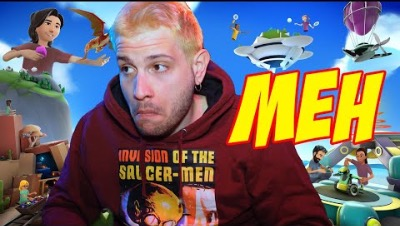 MEH
INVASION OF THE
SAUCER-MEN